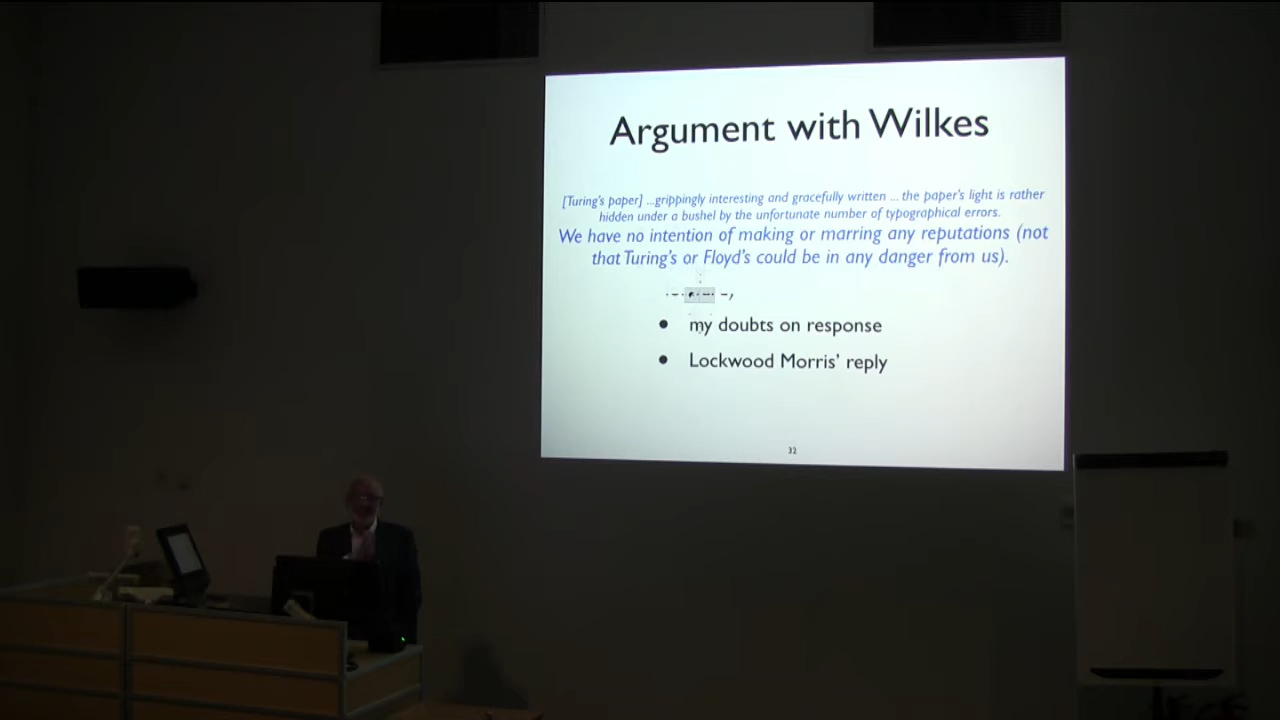 Argument with Wilkes
[Turing's paper] ...grippingly interesting and gracefully written ... the paper's light is rather
hidden under a bushel by the unfortunate number of typographical errors.
We have no intention of making or marring any reputations (not
that Turing's or Floyd's could be in any danger from us).
• my doubts on response
• Lockwood Morris' reply
32